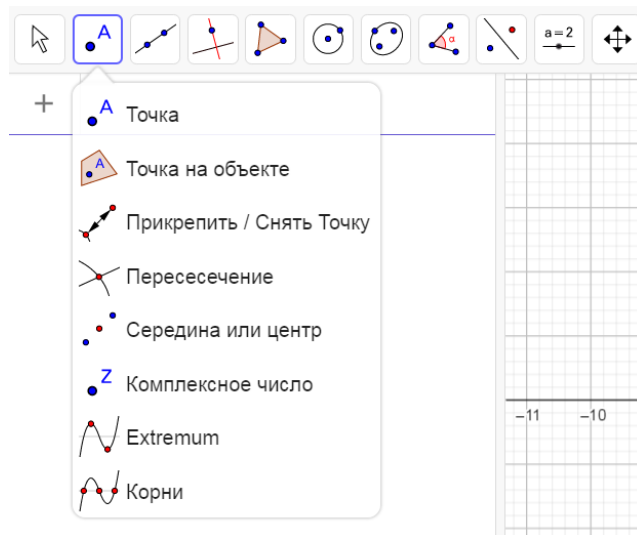 A
α
a = 2
A Точка
A Точка на объекте
Прикрепить / Снять Точку
Пересесечение
Середина или центр
Z Комплексное число
Extremum
Корни
–11 –10